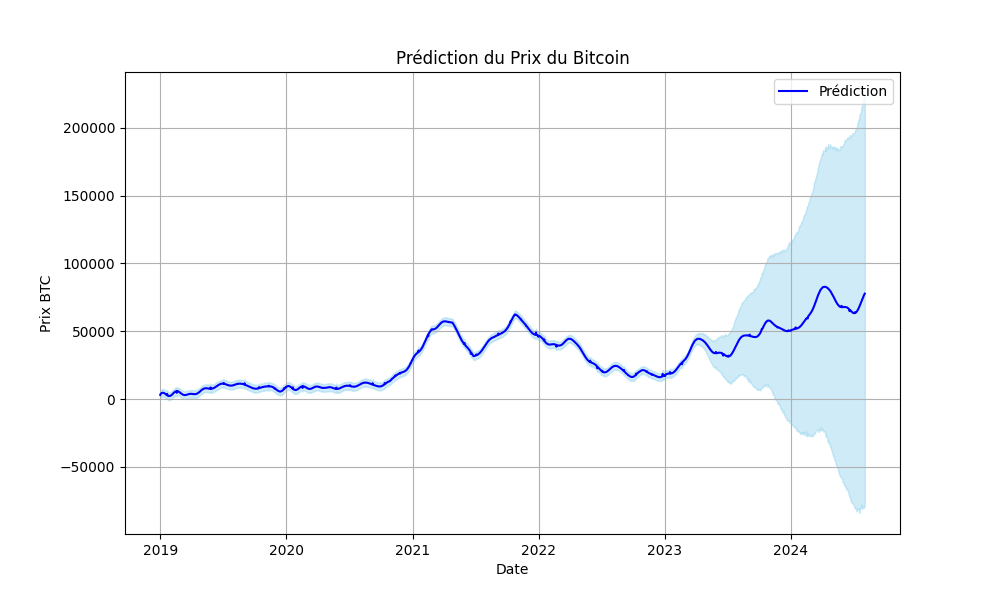 Prédiction du Prix du Bitcoin
Prédiction
200000
150000
100000
50000
0
−50000
Prix BTC
2019 2020 2021 2022 2023 2024
Date